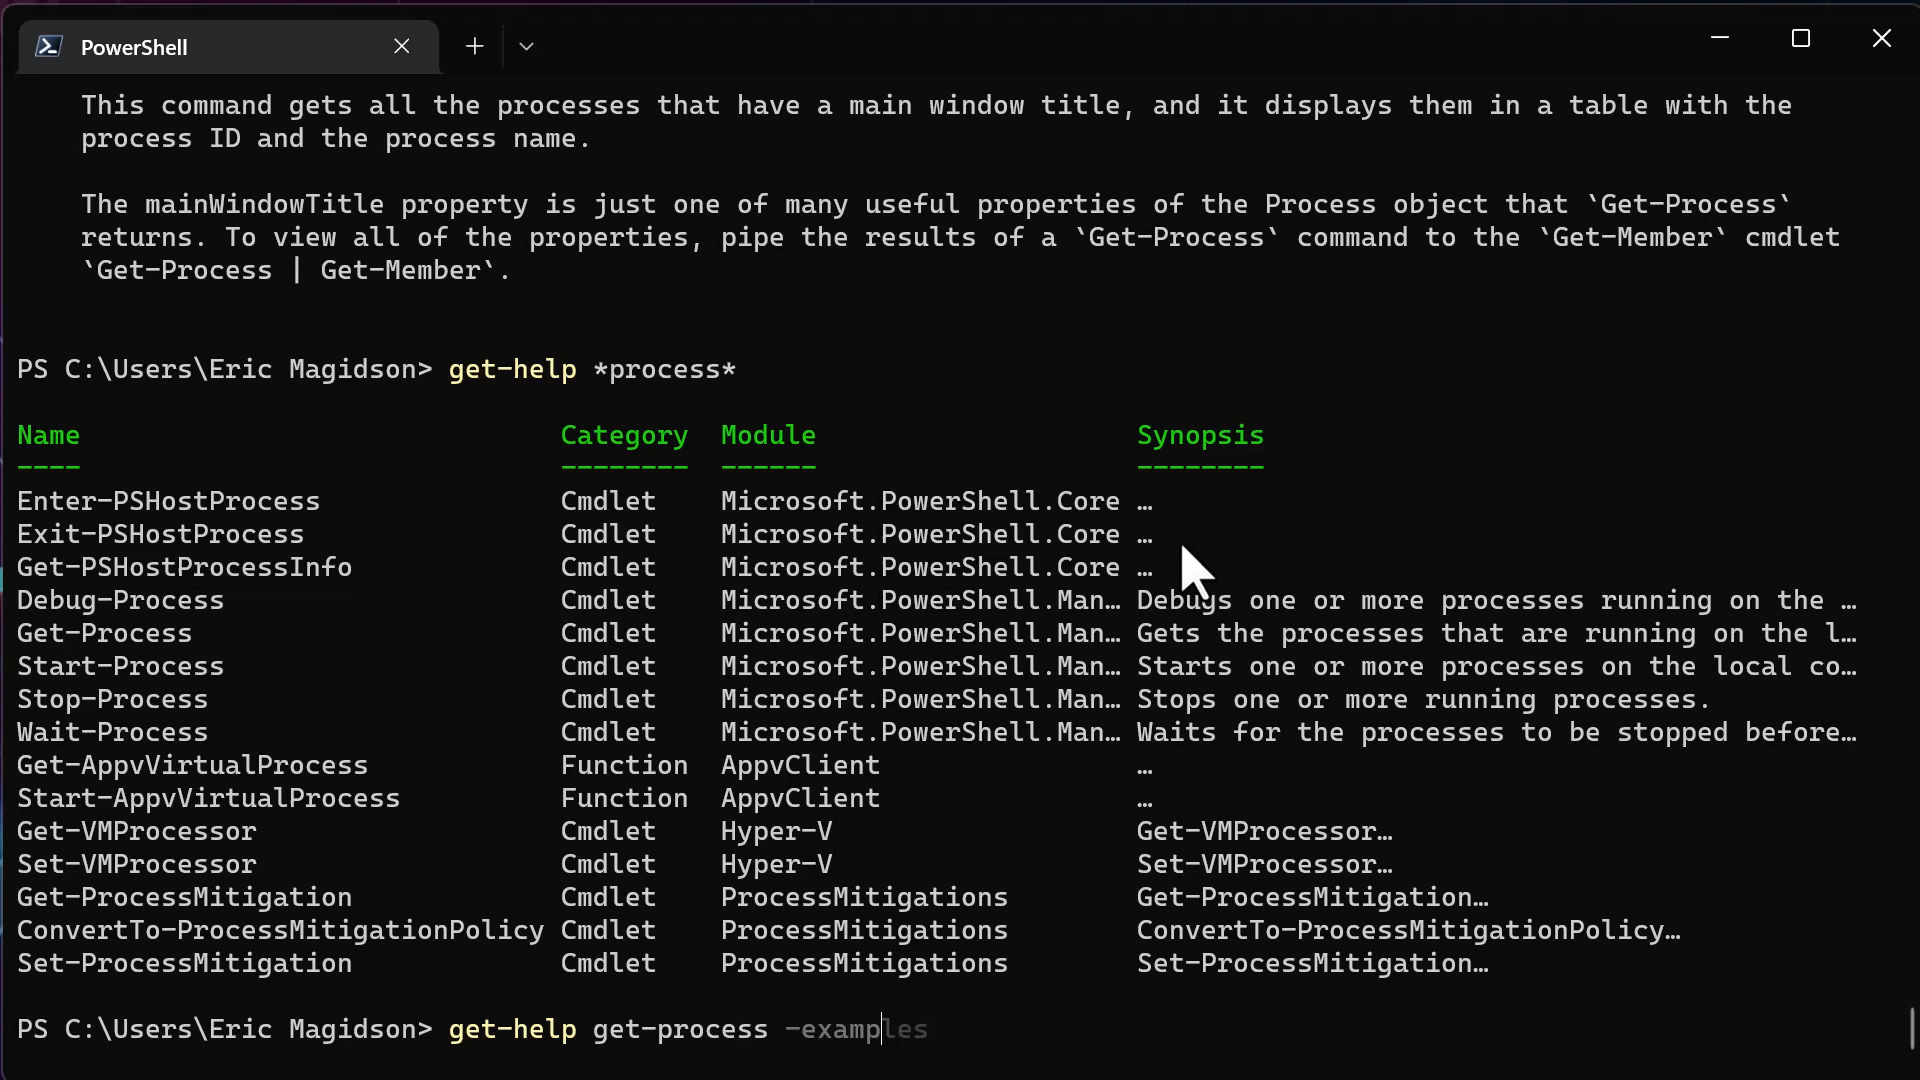 PowerShell
This command gets all the processes that have a main window title, and it displays them in a table with the
process ID and the process name.
The mainWindowTitle property is just one of many useful properties of the Process object that `Get-Process`
returns. To view all of the properties, pipe the results of a `Get-Process` command to the `Get-Member` cmdlet
`Get-Process | Get-Member`.
PS C:\Users\Eric Magidson> get-help *process*
Name Category Module Synopsis
---- -------- ------ --------
Enter-PSHostProcess Cmdlet Microsoft.PowerShell.Core …
Exit-PSHostProcess Cmdlet Microsoft.PowerShell.Core …
Get-PSHostProcessInfo Cmdlet Microsoft.PowerShell.Core …
Debug-Process Cmdlet Microsoft.PowerShell.Man… Debugs one or more processes running on the …
Get-Process Cmdlet Microsoft.PowerShell.Man… Gets the processes that are running on the l…
Start-Process Cmdlet Microsoft.PowerShell.Man… Starts one or more processes on the local co…
Stop-Process Cmdlet Microsoft.PowerShell.Man… Stops one or more running processes.
Wait-Process Cmdlet Microsoft.PowerShell.Man… Waits for the processes to be stopped before…
Get-AppvVirtualProcess Function AppvClient …
Start-AppvVirtualProcess Function AppvClient …
Get-VMProcessor Cmdlet Hyper-V Get-VMProcessor…
Set-VMProcessor Cmdlet Hyper-V Set-VMProcessor…
Get-ProcessMitigation Cmdlet ProcessMitigations Get-ProcessMitigation…
ConvertTo-ProcessMitigationPolicy Cmdlet ProcessMitigations ConvertTo-ProcessMitigationPolicy…
Set-ProcessMitigation Cmdlet ProcessMitigations Set-ProcessMitigation…
PS C:\Users\Eric Magidson> get-help get-process -examples